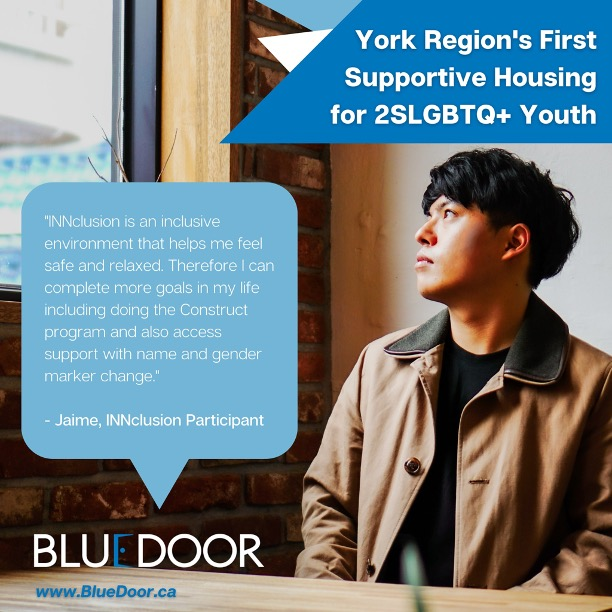 York Region's First
Supportive Housing
for 2SLGBTQ+ Youth
"INNclusion is an inclusive
environment that helps me feel
safe and relaxed. Therefore I can
complete more goals in my life
including doing the Construct
program and also access
support with name and gender
marker change."
- Jaime, INNclusion Participant
BLUE DOOR
www.BlueDoor.ca